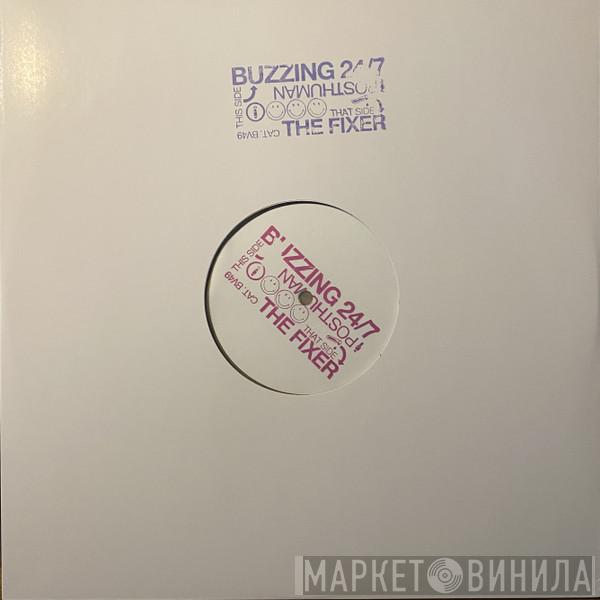 BUZZING 24/7
POSTHUMAN
THIS SIDE
THAT SIDE
CAT. BV49
THE FIXER
BUZZING 24/7
THIS SIDE
POSTHUMAN
CAT. BV49
THAT SIDE
THE FIXER
МАРКЕТ ВИНИЛА